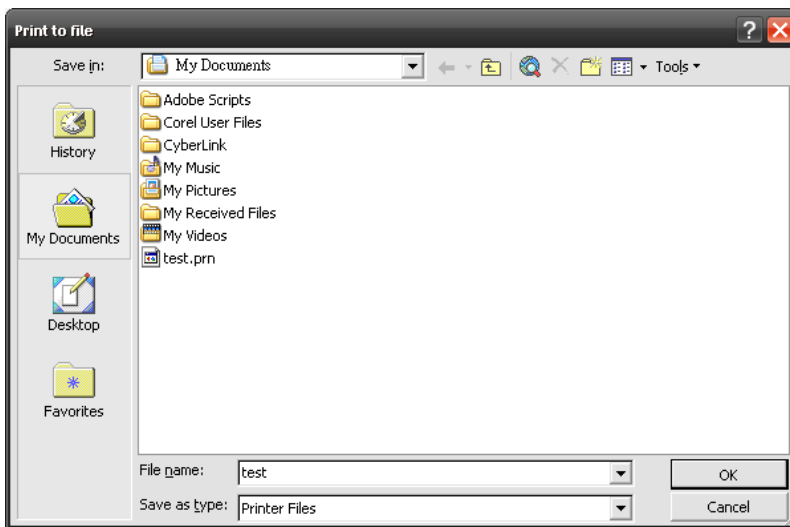 Print to file
Save in:
My Documents
Tools
History
My Documents
Desktop
Favorites
Adobe Scripts
Corel User Files
CyberLink
My Music
My Pictures
My Received Files
My Videos
test.prn
File name:
test
OK
Save as type:
Printer Files
Cancel